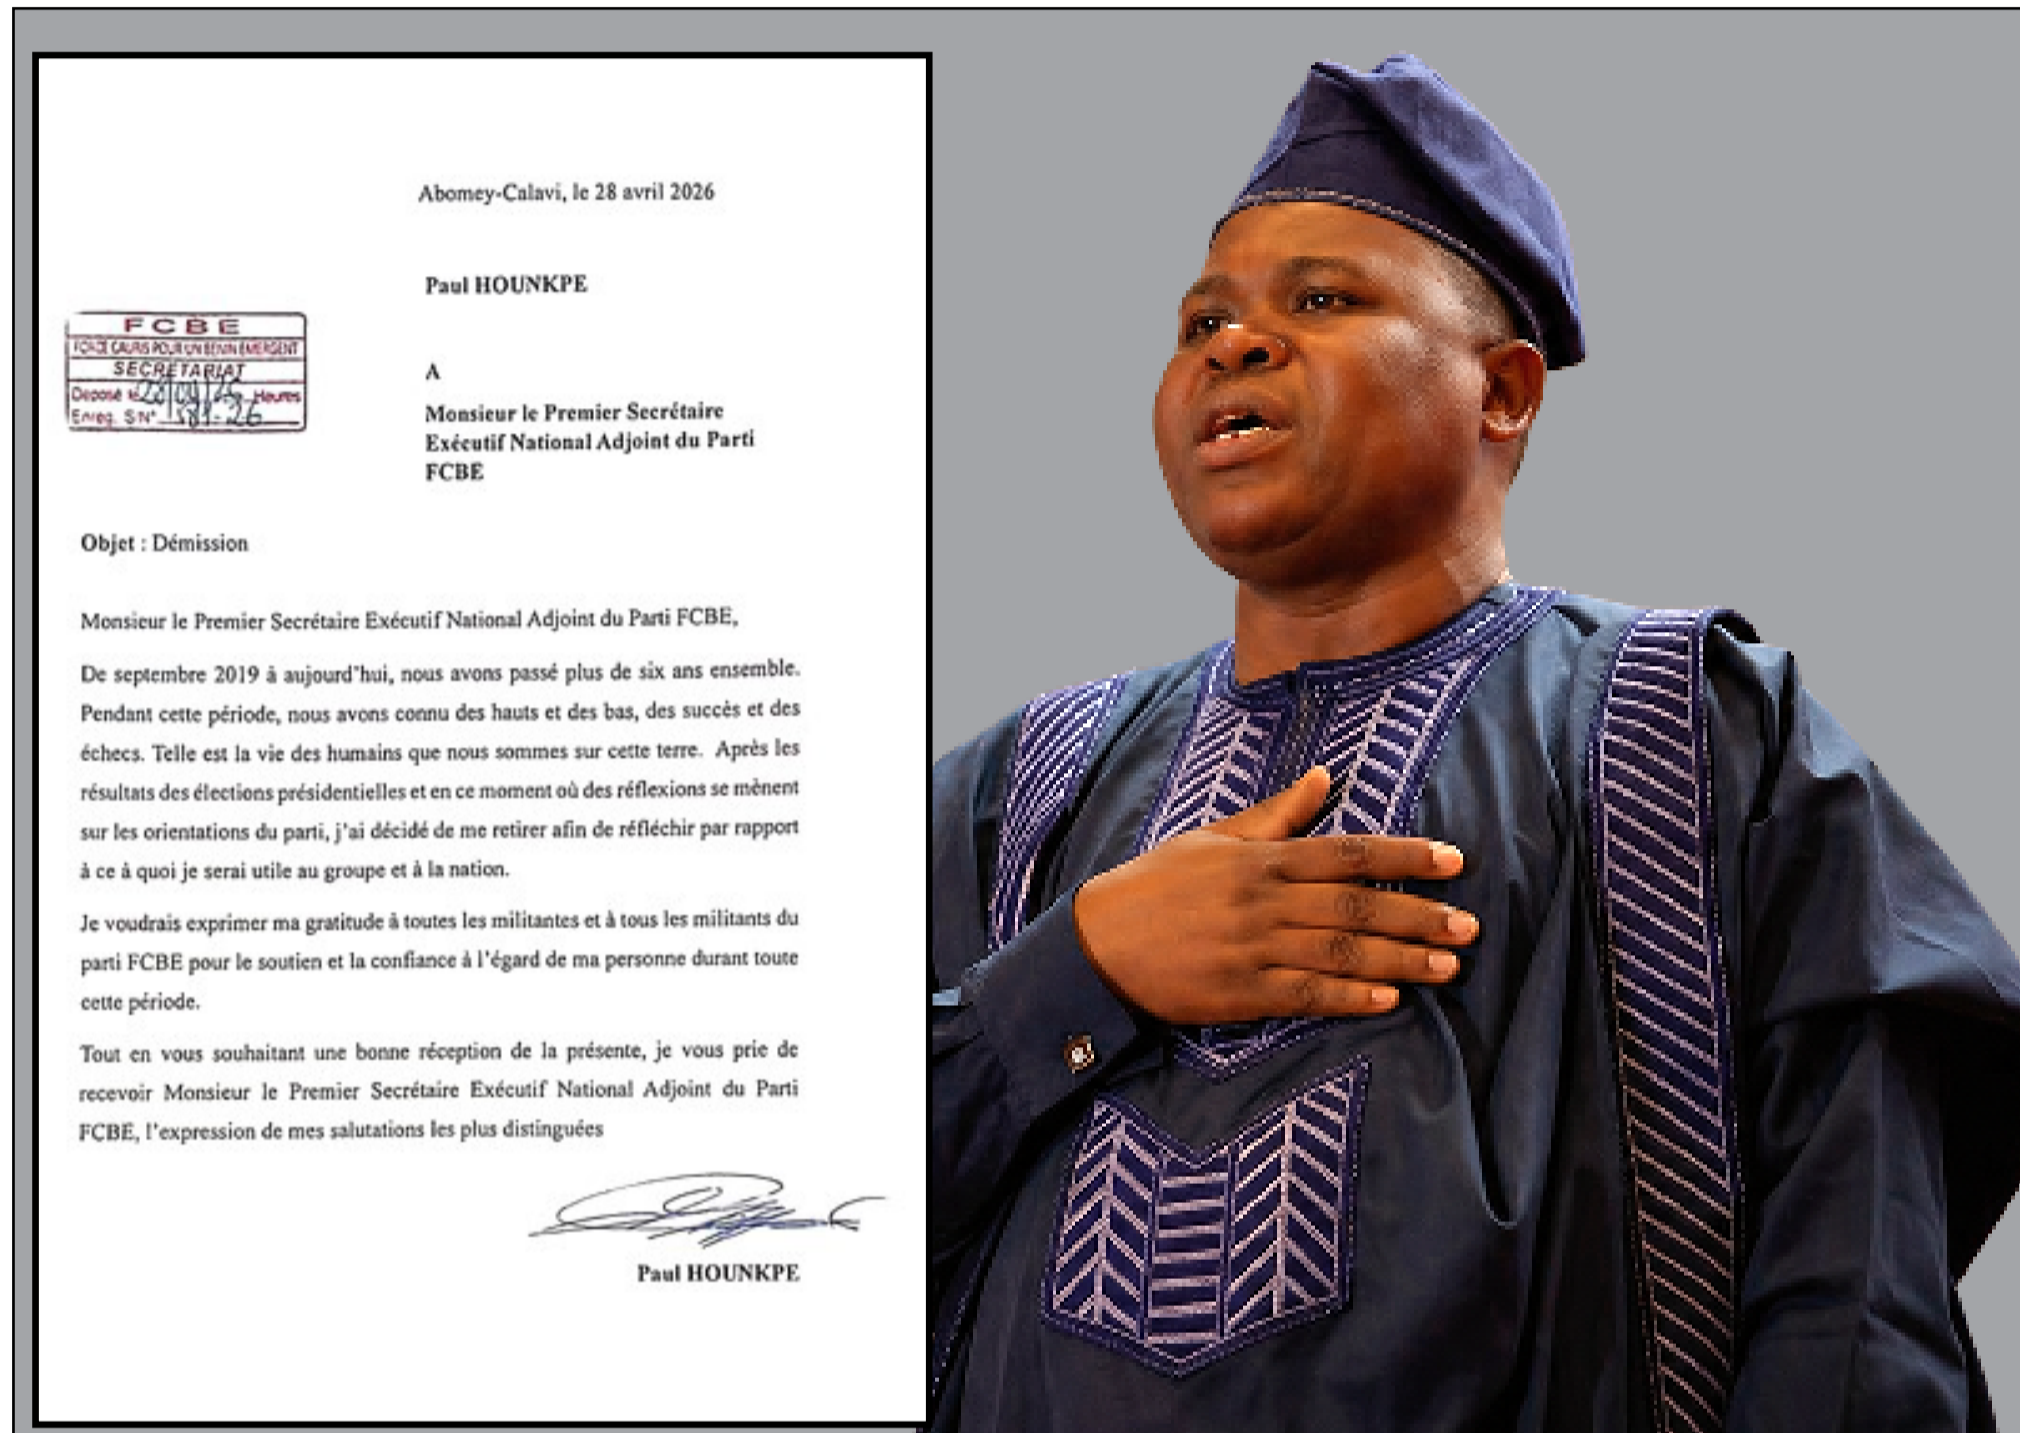 Abomey-Calavi, le 28 avril 2026
Paul HOUNKPE
FCBE
FORCE CAURIS POUR UN BENIN EMERGENT
SECRETARIAT
Déposé le 28/04/26 Heures
Enreg. S/N° 581-26
A
Monsieur le Premier Secrétaire
Exécutif National Adjoint du Parti
FCBE
Objet : Démission
Monsieur le Premier Secrétaire Exécutif National Adjoint du Parti FCBE,
De septembre 2019 à aujourd'hui, nous avons passé plus de six ans ensemble.
Pendant cette période, nous avons connu des hauts et des bas, des succès et des
échecs. Telle est la vie des humains que nous sommes sur cette terre. Après les
résultats des élections présidentielles et en ce moment où des réflexions se mènent
sur les orientations du parti, j'ai décidé de me retirer afin de réfléchir par rapport
à ce à quoi je serai utile au groupe et à la nation.
Je voudrais exprimer ma gratitude à toutes les militantes et à tous les militants du
parti FCBE pour le soutien et la confiance à l'égard de ma personne durant toute
cette période.
Tout en vous souhaitant une bonne réception de la présente, je vous prie de
recevoir Monsieur le Premier Secrétaire Exécutif National Adjoint du Parti
FCBE, l'expression de mes salutations les plus distinguées
Paul HOUNKPE